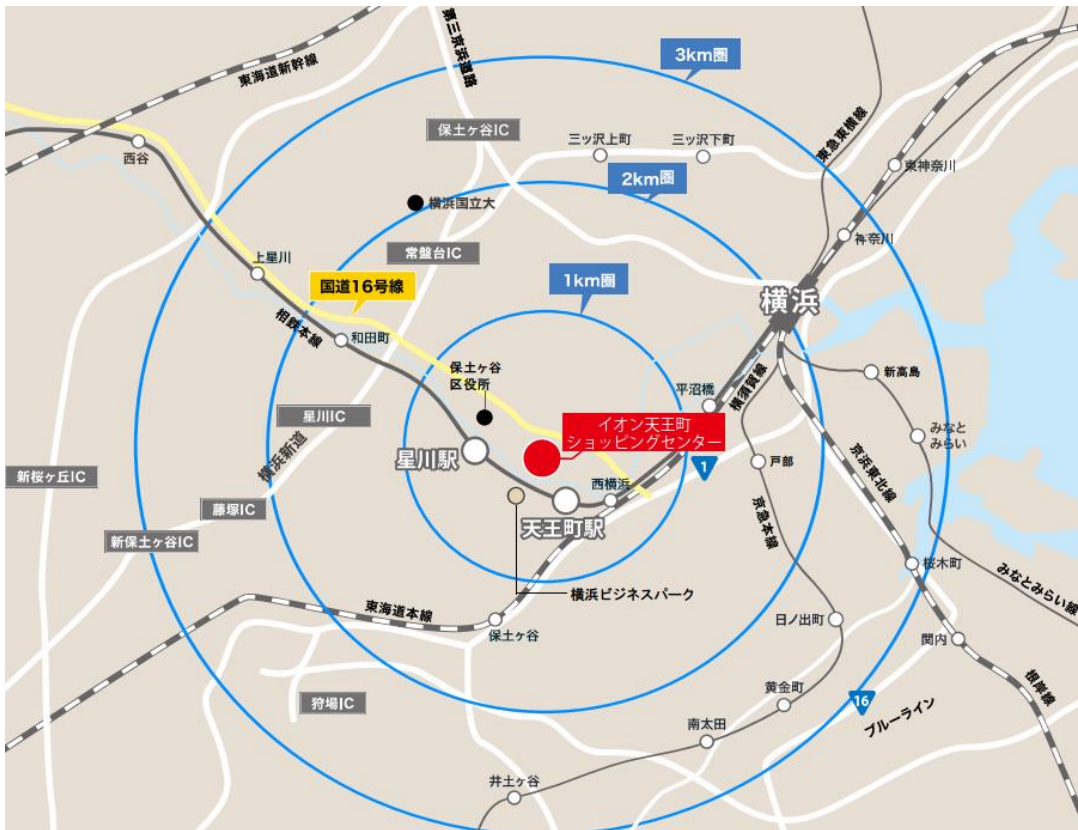 3km圏
東海道新幹線
第三京浜道路
保土ヶ谷IC
三ッ沢上町
三ッ沢下町
東急東横線
西谷
東神奈川
2km圏
横浜国立大
神奈川
常盤台IC
上星川
1km圏
国道16号線
横浜
相鉄本線
和田町
保土ヶ谷
区役所
平沼橋
横須賀線
新高島
星川IC
イオン天王町
ショッピングセンター
みなと
みらい
横浜新道
星川駅
1
戸部
京浜東北線
新桜ヶ丘IC
西横浜
藤塚IC
天王町駅
京急本線
新保土ヶ谷IC
桜木町
横浜ビジネスパーク
みなとみらい線
東海道本線
保土ヶ谷
日ノ出町
関内
狩場IC
黄金町
16
ブルーライン
根岸線
南太田
井土ヶ谷